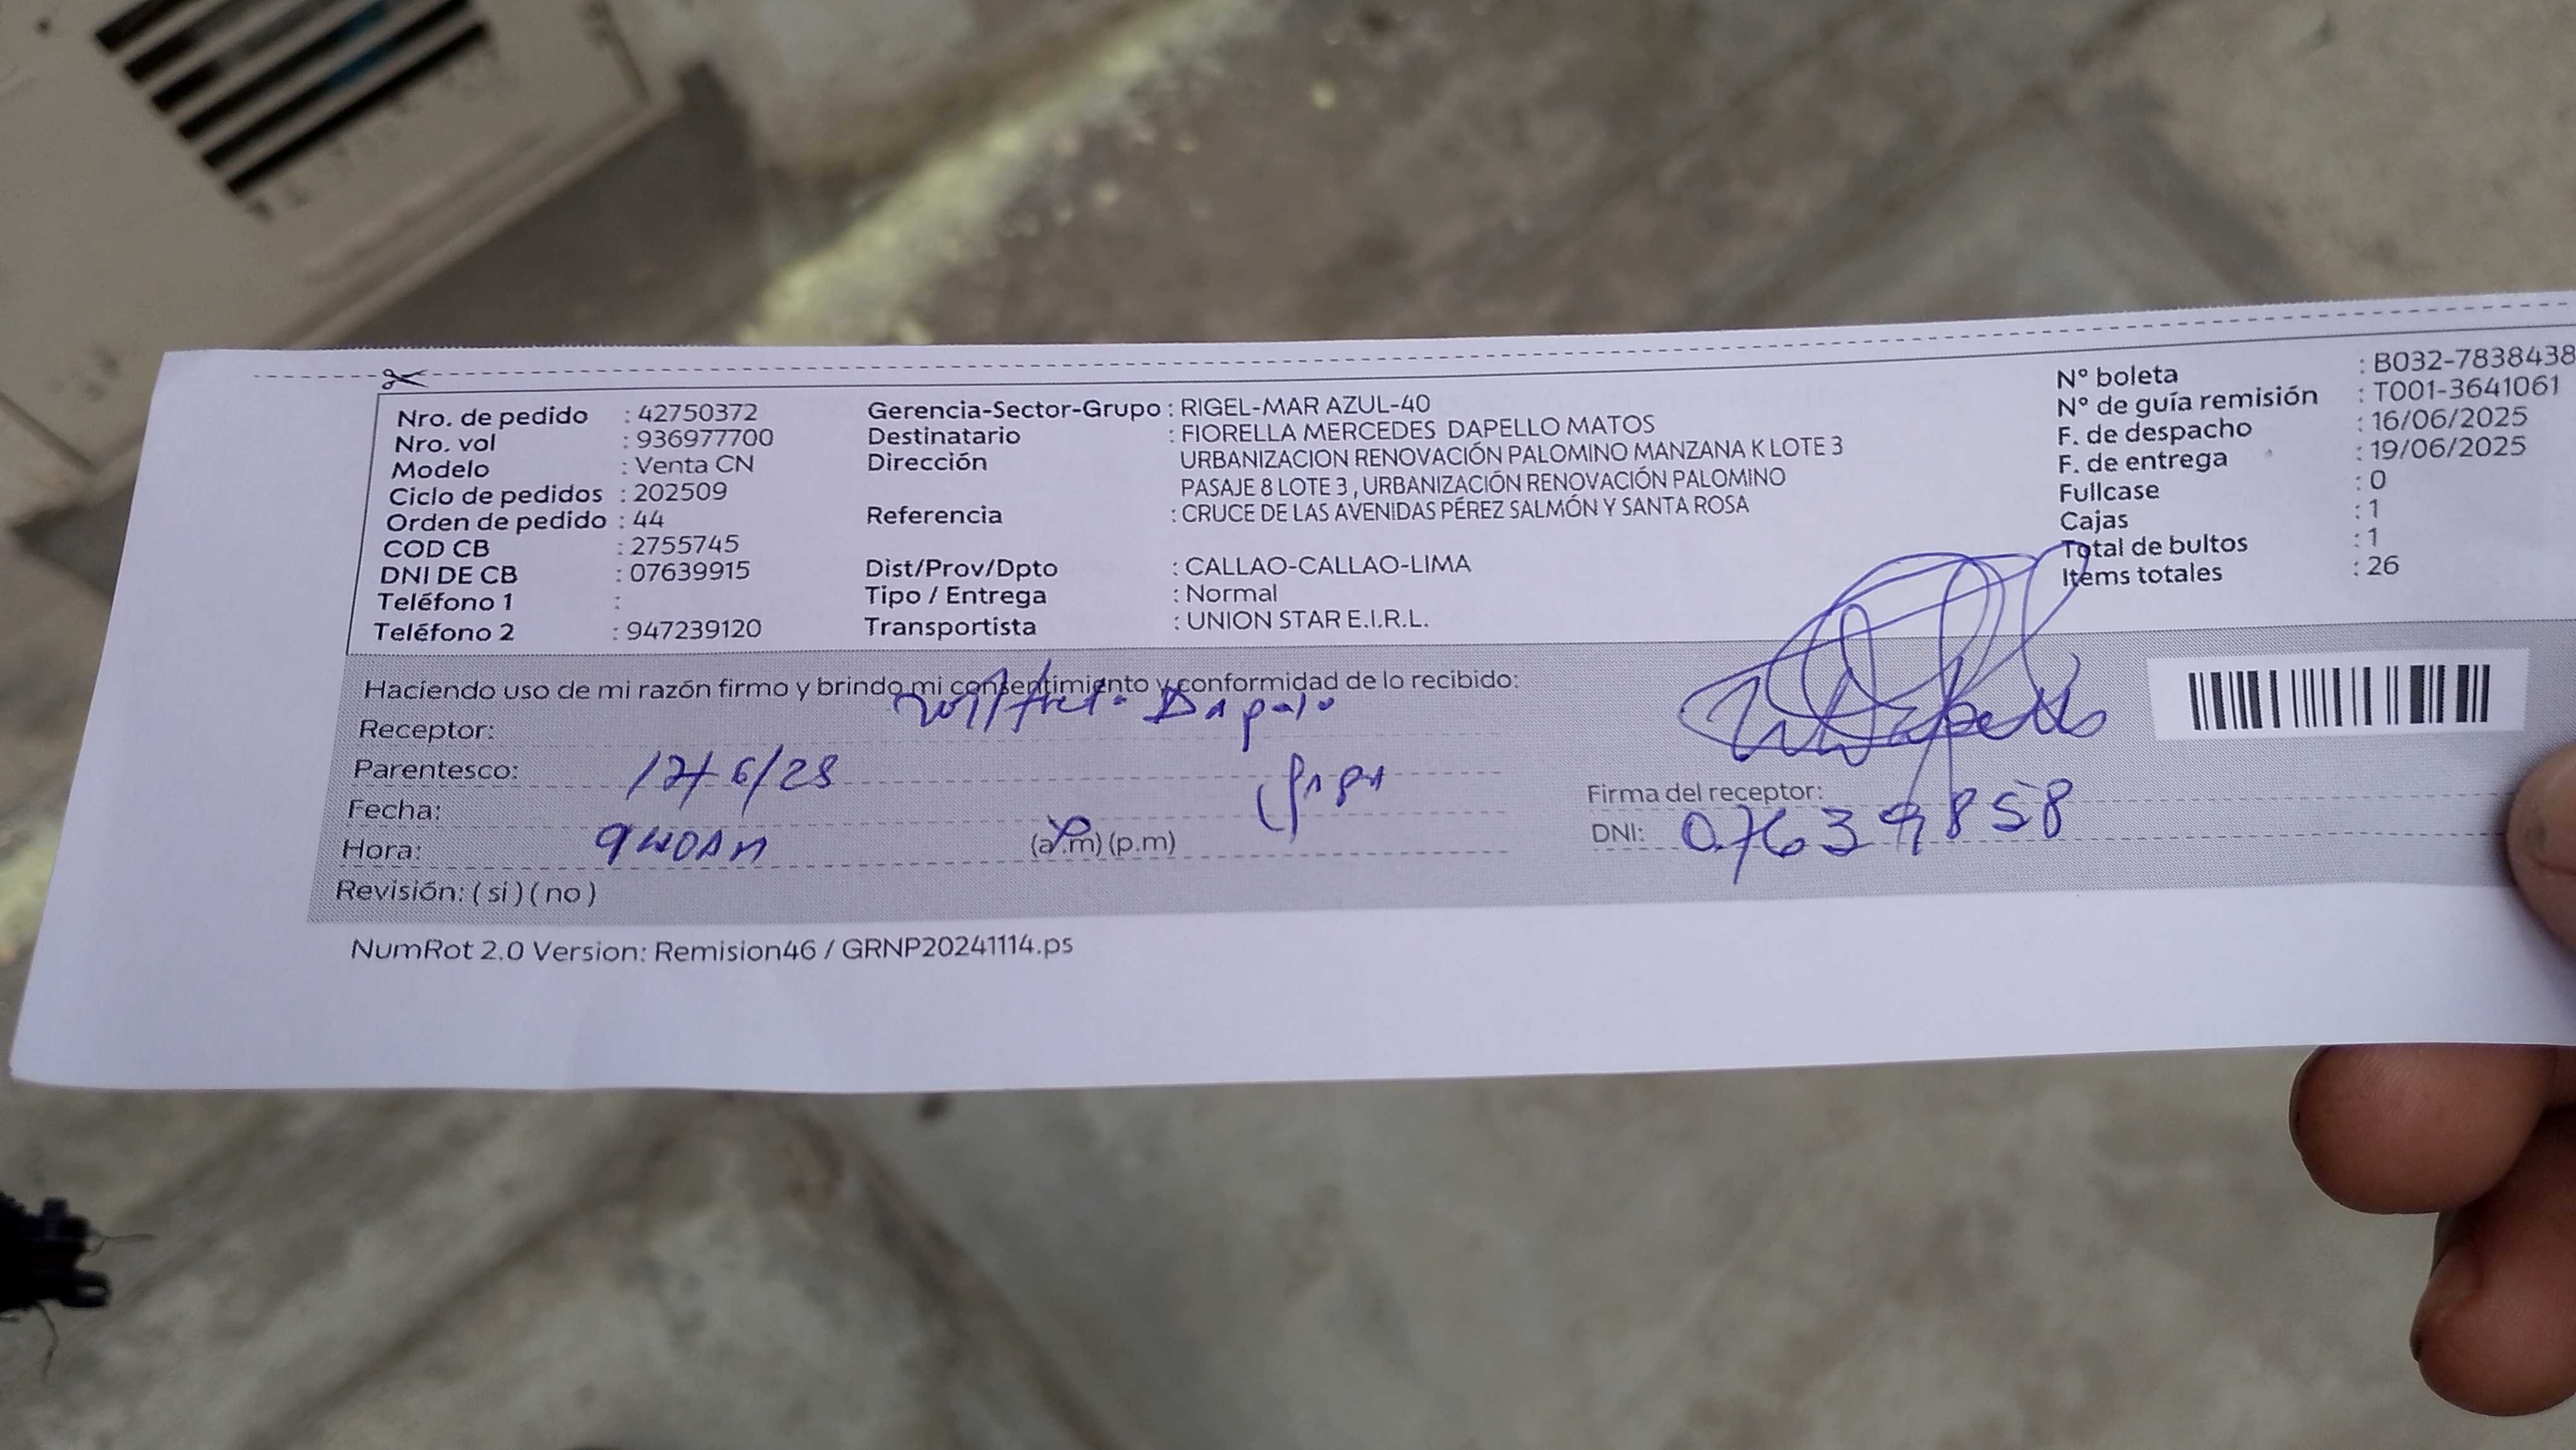 Nro. de pedido : 42750372
Nro. vol : 936977700
Modelo : Venta CN
Ciclo de pedidos : 202509
Orden de pedido : 44
COD CB : 2755745
DNI DE CB : 07639915
Teléfono 1 :
Teléfono 2 : 947239120
Gerencia-Sector-Grupo : RIGEL-MAR AZUL-40
Destinatario : FIORELLA MERCEDES DAPELLO MATOS
Dirección URBANIZACION RENOVACIÓN PALOMINO MANZANA K LOTE 3
PASAJE 8 LOTE 3 , URBANIZACIÓN RENOVACIÓN PALOMINO
Referencia : CRUCE DE LAS AVENIDAS PÉREZ SALMÓN Y SANTA ROSA
Dist/Prov/Dpto : CALLAO-CALLAO-LIMA
Tipo / Entrega : Normal
Transportista : UNION STAR E.I.R.L.
Nº boleta : B032-7838438
Nº de guía remisión : T001-3641061
F. de despacho : 16/06/2025
F. de entrega : 19/06/2025
Fullcase : 0
Cajas : 1
Total de bultos : 1
Items totales : 26
Haciendo uso de mi razón firmo y brindo mi consentimiento y conformidad de lo recibido:
Receptor:
Parentesco:
Fecha:
Hora: (a.m) (p.m)
Revisión: ( si ) ( no )
Firma del receptor:
DNI: 07639858
NumRot 2.0 Version: Remision46 / GRNP20241114.ps